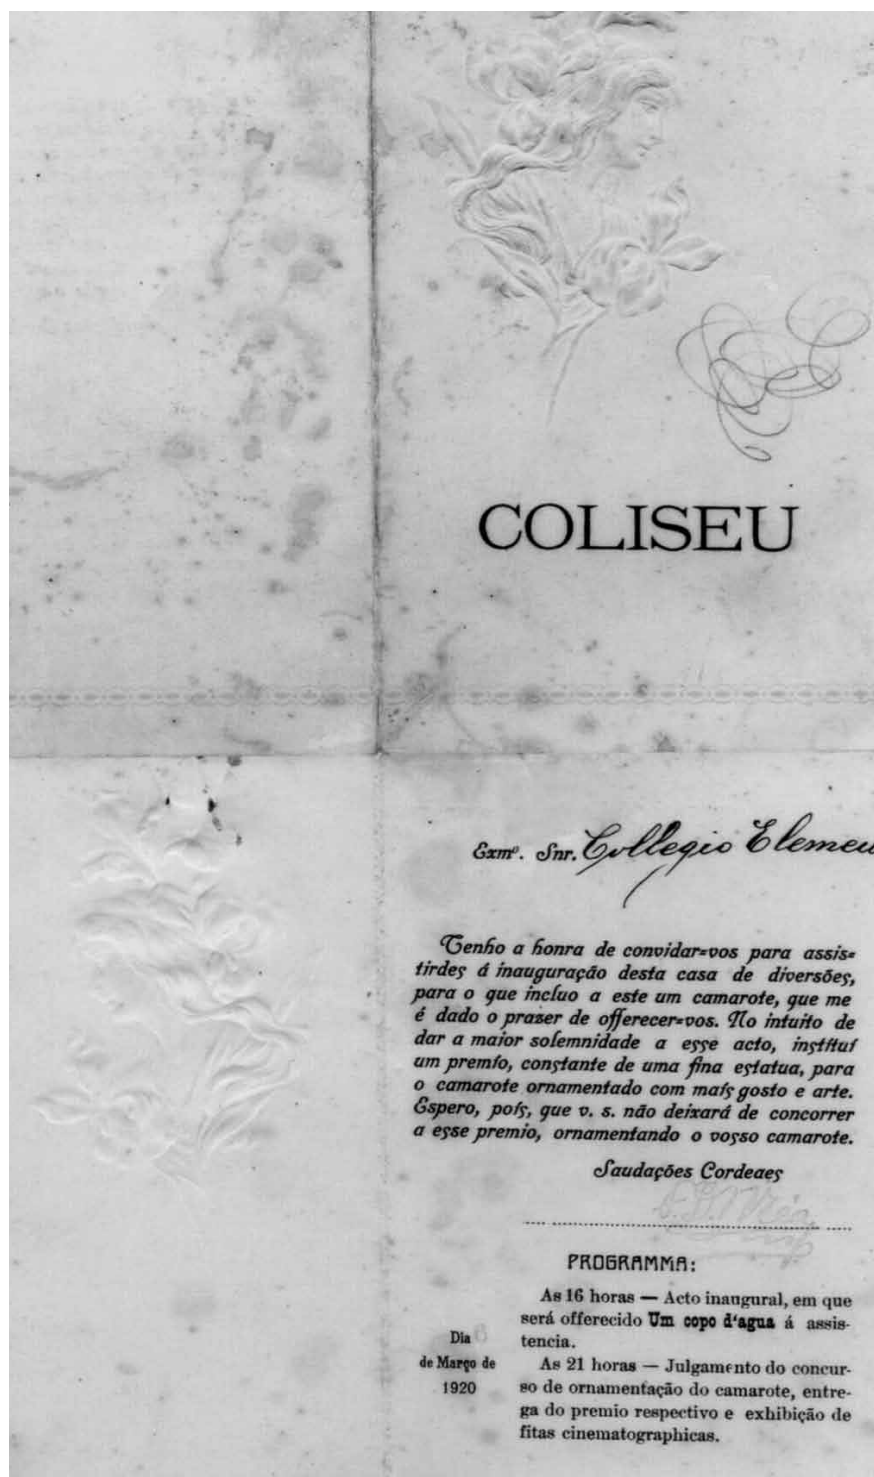 COLISEU
Exmº. Snr. Collegio Elemen
Tenho a honra de convidar=vos para assis=
tirdes á inauguração desta casa de diversões,
para o que incluo a este um camarote, que me
é dado o prazer de offerecer=vos. No intuito de
dar a maior solemnidade a esse acto, instituí
um premio, constante de uma fina estatua, para
o camarote ornamentado com mais gosto e arte.
Espero, pois, que v. s. não deixará de concorrer
a esse premio, ornamentando o vosso camarote.
Saudações Cordeaes
PROGRAMMA:
As 16 horas — Acto inaugural, em que
será offerecido Um copo d'agua á assis-
tencia.
Dia
de Março de
1920
As 21 horas — Julgamento do concur-
so de ornamentação do camarote, entre-
ga do premio respectivo e exhibição de
fitas cinematographicas.